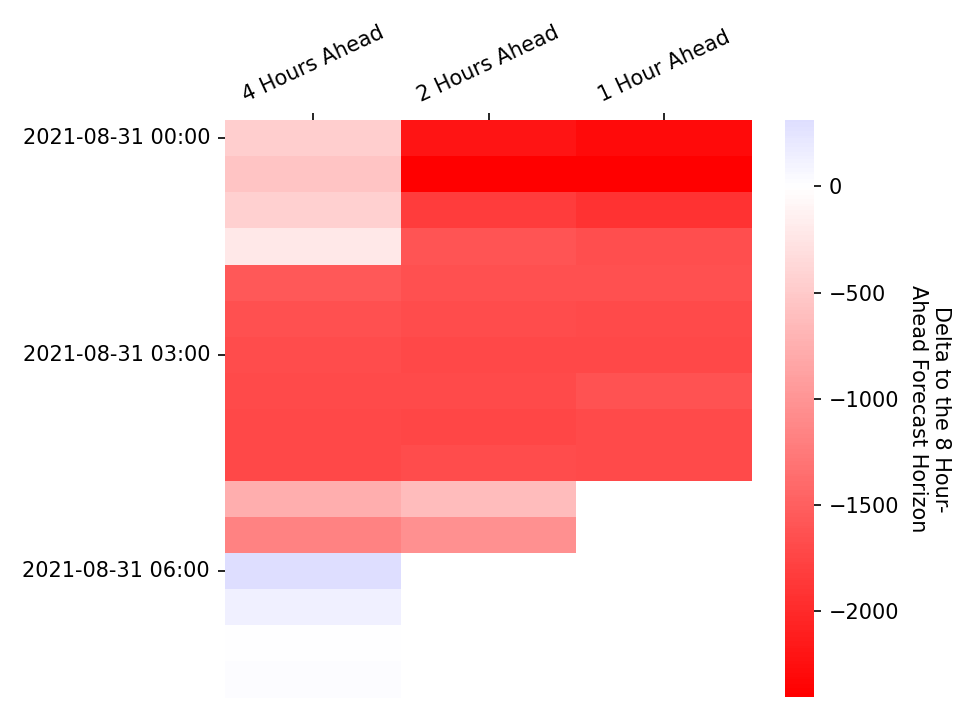 4 Hours Ahead
2 Hours Ahead
1 Hour Ahead
2021-08-31 00:00
2021-08-31 03:00
2021-08-31 06:00
0
−500
−1000
−1500
−2000
Delta to the 8 Hour-
Ahead Forecast Horizon